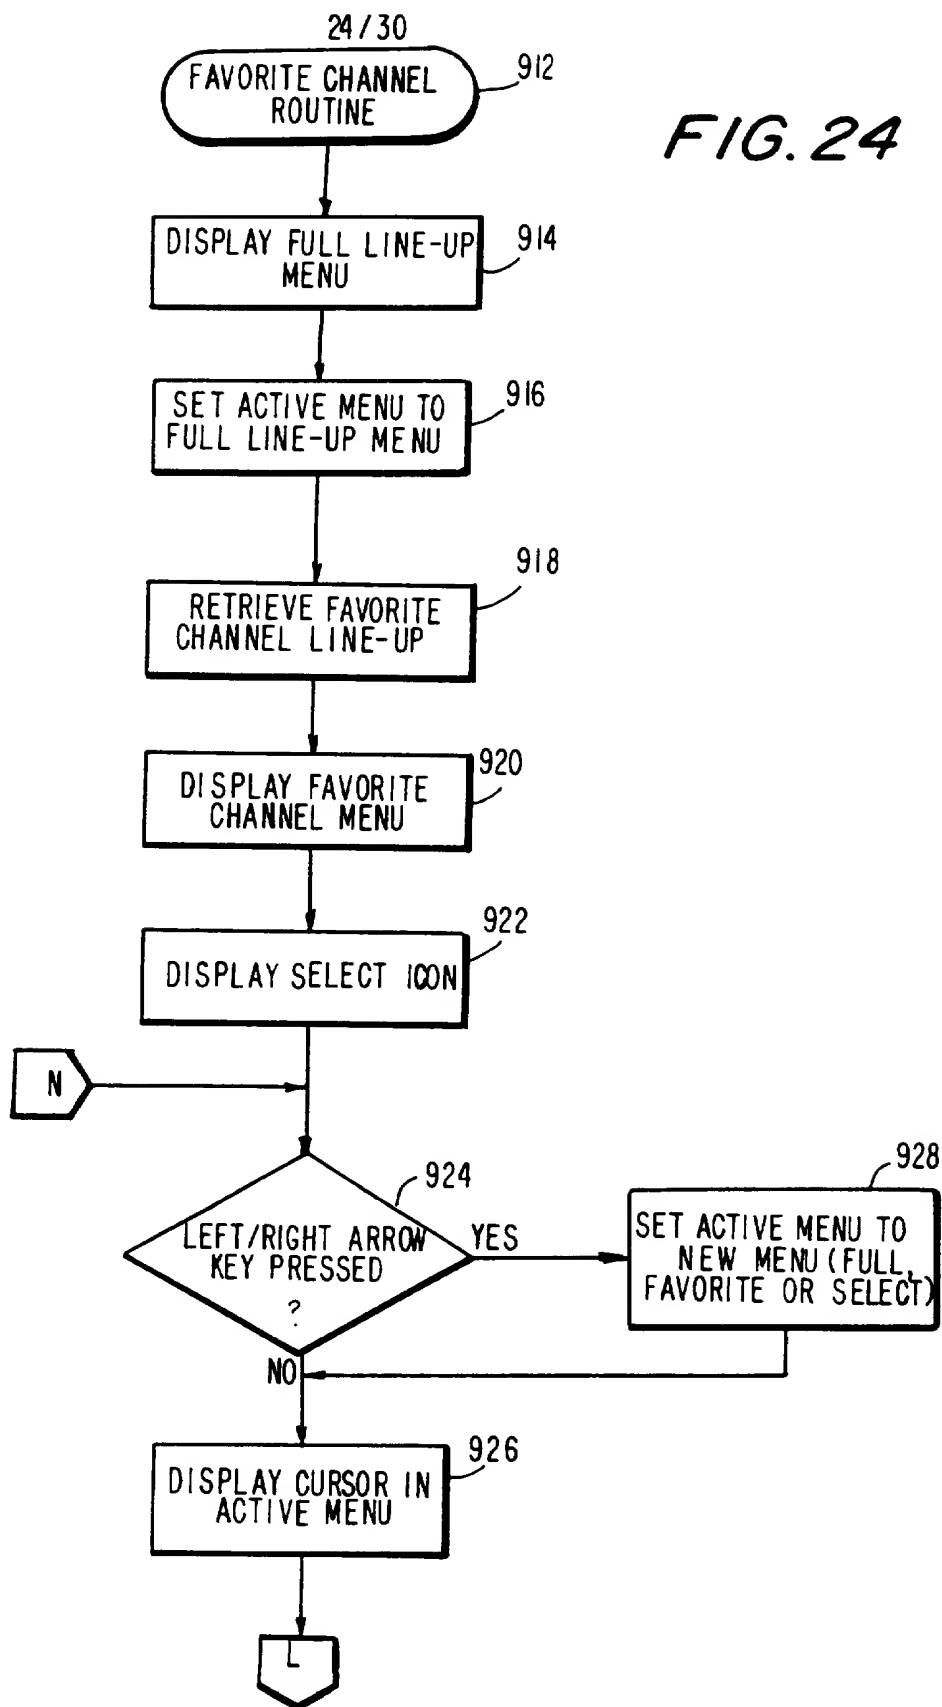 24/30
FAVORITE CHANNEL
ROUTINE
912
FIG. 24
DISPLAY FULL LINE-UP
MENU
914
SET ACTIVE MENU TO
FULL LINE-UP MENU
916
RETRIEVE FAVORITE
CHANNEL LINE-UP
918
DISPLAY FAVORITE
CHANNEL MENU
920
DISPLAY SELECT ICON
922
N
LEFT/RIGHT ARROW
KEY PRESSED
?
924
YES
SET ACTIVE MENU TO
NEW MENU (FULL,
FAVORITE OR SELECT)
928
NO
DISPLAY CURSOR IN
ACTIVE MENU
926
L